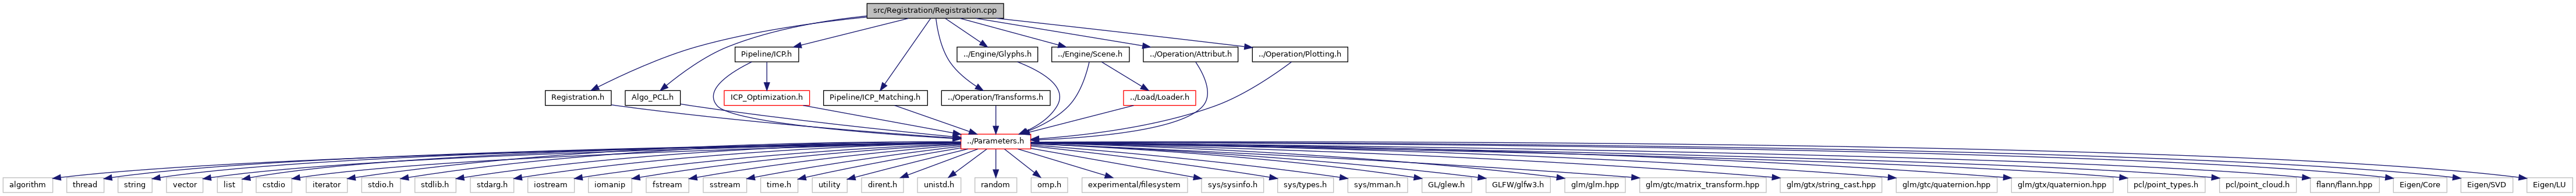 src/Registration/Registration.cpp
Pipeline/ICP.h
../Engine/Glyphs.h
../Engine/Scene.h
../Operation/Attribut.h
../Operation/Plotting.h
Registration.h
Algo_PCL.h
ICP_Optimization.h
Pipeline/ICP_Matching.h
../Operation/Transforms.h
../Load/Loader.h
../Parameters.h
algorithm
thread
string
vector
list
cstdio
iterator
stdio.h
stdlib.h
stdarg.h
iostream
iomanip
fstream
sstream
time.h
utility
dirent.h
unistd.h
random
omp.h
experimental/filesystem
sys/sysinfo.h
sys/types.h
sys/mman.h
GL/glew.h
GLFW/glfw3.h
glm/glm.hpp
glm/gtc/matrix_transform.hpp
glm/gtx/string_cast.hpp
glm/gtc/quaternion.hpp
glm/gtx/quaternion.hpp
pcl/point_types.h
pcl/point_cloud.h
flann/flann.hpp
Eigen/Core
Eigen/SVD
Eigen/LU